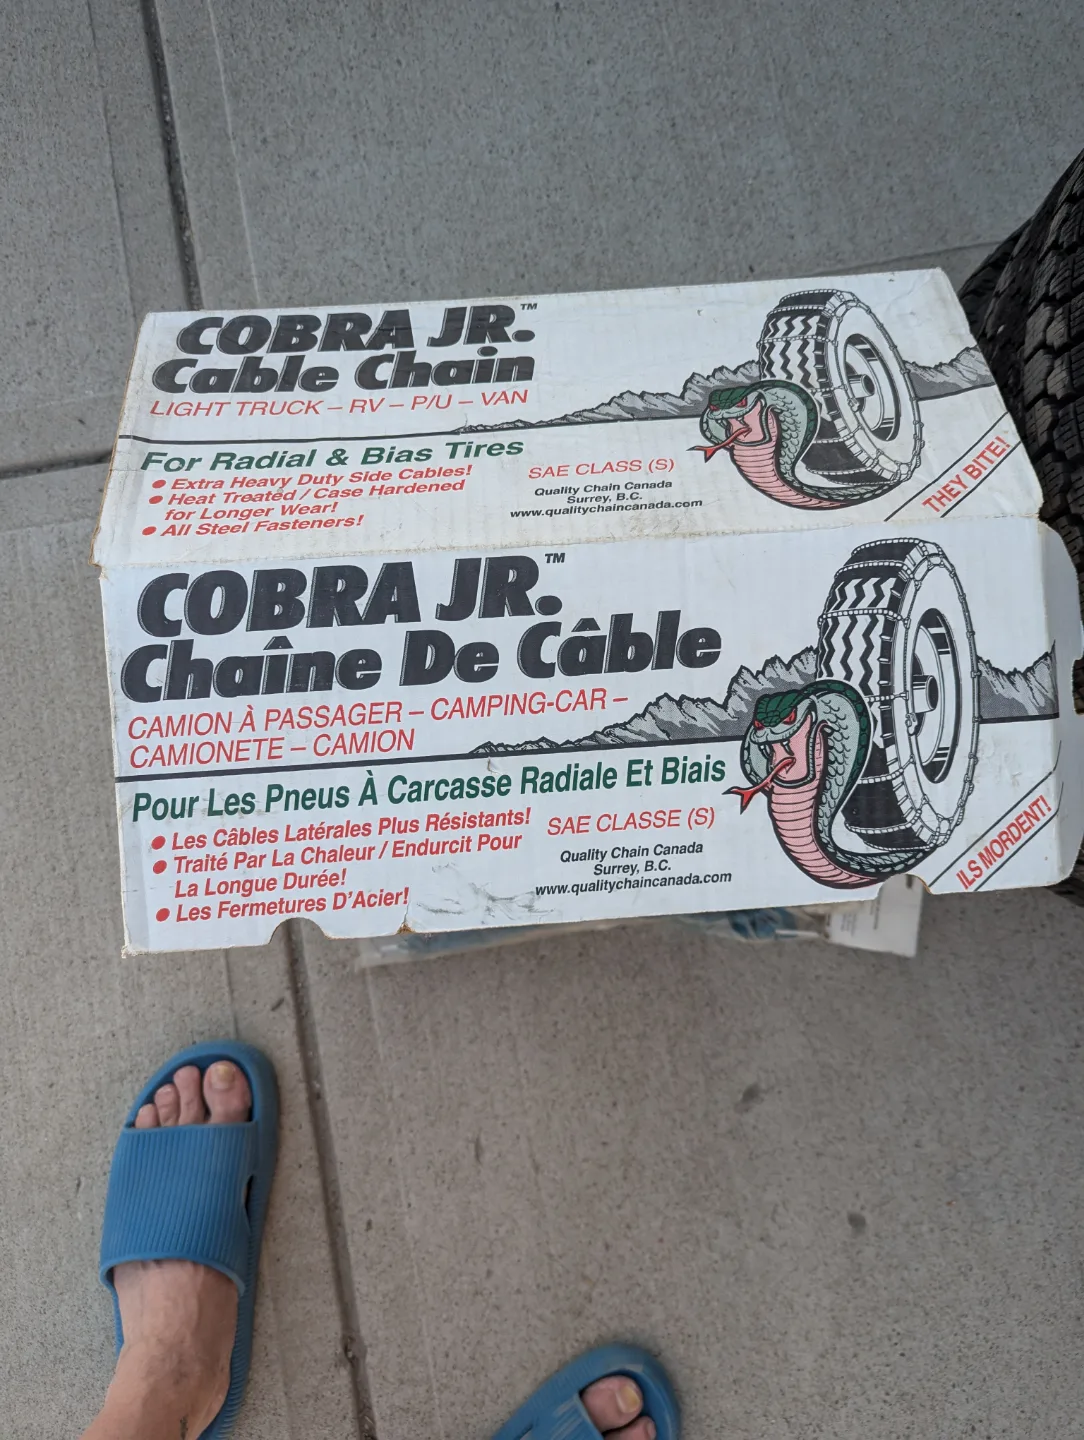 COBRA JR.™
Cable Chain
LIGHT TRUCK – RV – P/U – VAN
For Radial & Bias Tires
• Extra Heavy Duty Side Cables!
• Heat Treated / Case Hardened
for Longer Wear!
• All Steel Fasteners!
SAE CLASS (S)
Quality Chain Canada
Surrey, B.C.
www.qualitychaincanada.com
THEY BITE!
COBRA JR.™
Chaîne De Câble
CAMION À PASSAGER – CAMPING-CAR –
CAMIONETE – CAMION
Pour Les Pneus À Carcasse Radiale Et Biais
• Les Câbles Latérales Plus Résistants!
• Traité Par La Chaleur / Endurcit Pour
La Longue Durée!
• Les Fermetures D'Acier!
SAE CLASSE (S)
Quality Chain Canada
Surrey, B.C.
www.qualitychaincanada.com
ILS MORDENT!